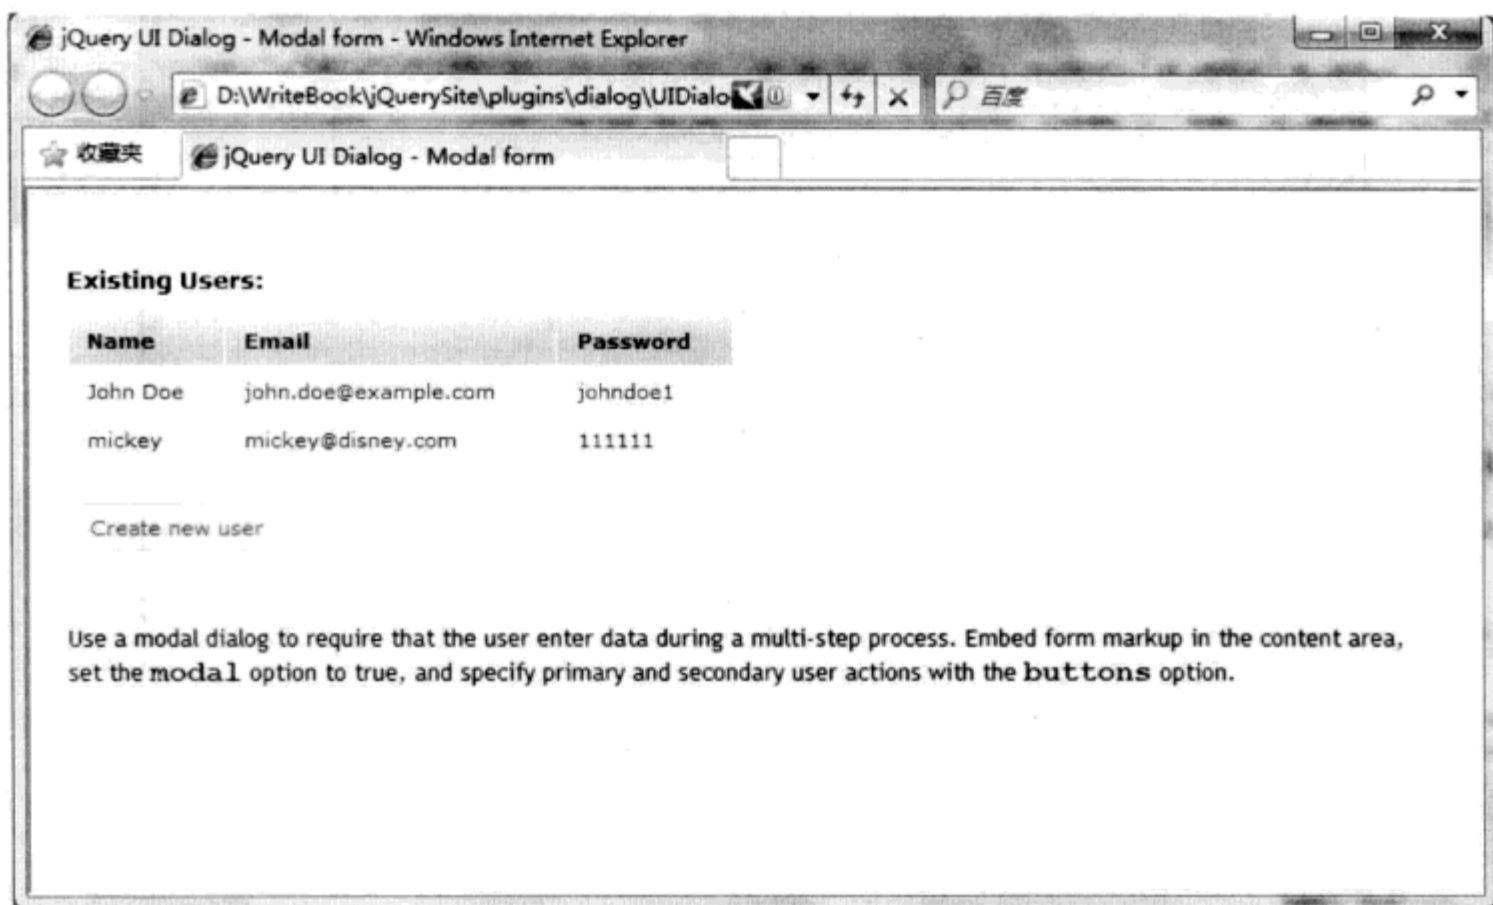 jQuery UI Dialog - Modal form - Windows Internet Explorer
D:\WriteBook\jQuerySite\plugins\dialog\UIDialo
百度
收藏夹
jQuery UI Dialog - Modal form
Existing Users:
Name Email Password
John Doe john.doe@example.com johndoe1
mickey mickey@disney.com 111111
Create new user
Use a modal dialog to require that the user enter data during a multi-step process. Embed form markup in the content area,
set the modal option to true, and specify primary and secondary user actions with the buttons option.